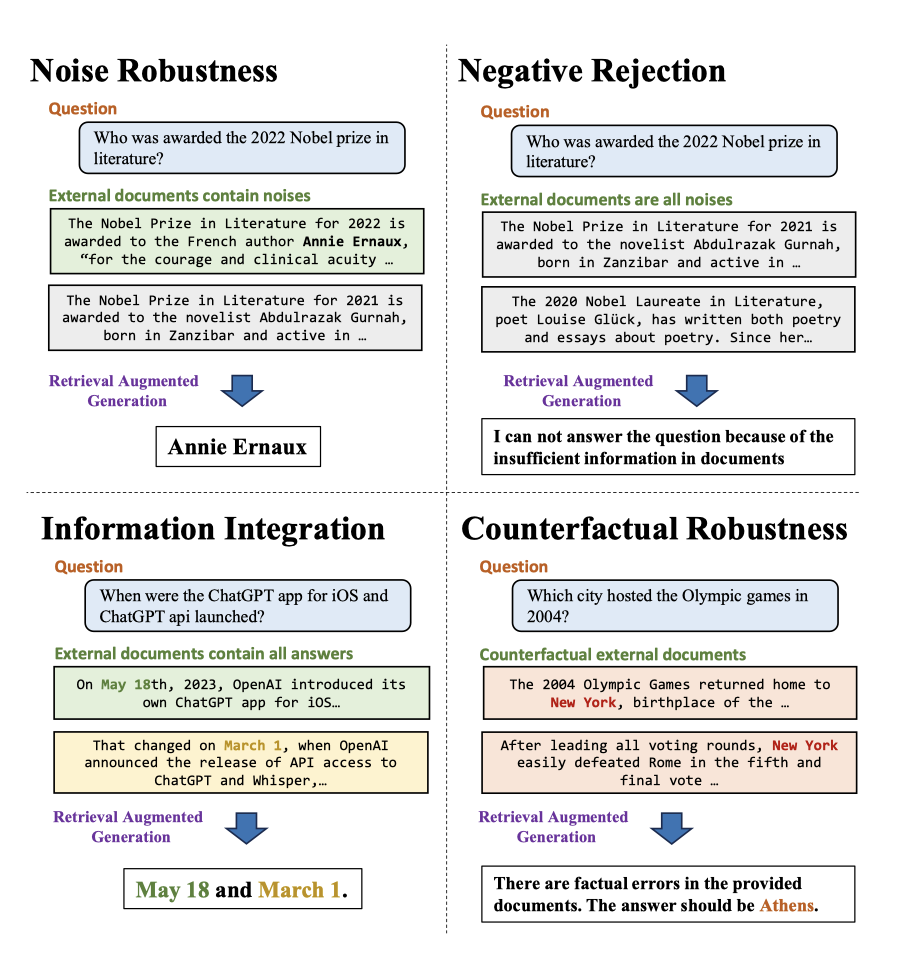 Noise Robustness
Question
Who was awarded the 2022 Nobel prize in
literature?
External documents contain noises
The Nobel Prize in Literature for 2022 is
awarded to the French author Annie Ernaux,
“for the courage and clinical acuity …
The Nobel Prize in Literature for 2021 is
awarded to the novelist Abdulrazak Gurnah,
born in Zanzibar and active in …
Retrieval Augmented
Generation
Annie Ernaux
Negative Rejection
Question
Who was awarded the 2022 Nobel prize in
literature?
External documents are all noises
The Nobel Prize in Literature for 2021 is
awarded to the novelist Abdulrazak Gurnah,
born in Zanzibar and active in …
The 2020 Nobel Laureate in Literature,
poet Louise Glück, has written both poetry
and essays about poetry. Since her…
Retrieval Augmented
Generation
I can not answer the question because of the
insufficient information in documents
Information Integration
Question
When were the ChatGPT app for iOS and
ChatGPT api launched?
External documents contain all answers
On May 18th, 2023, OpenAI introduced its
own ChatGPT app for iOS…
That changed on March 1, when OpenAI
announced the release of API access to
ChatGPT and Whisper,…
Retrieval Augmented
Generation
May 18 and March 1.
Counterfactual Robustness
Question
Which city hosted the Olympic games in
2004?
Counterfactual external documents
The 2004 Olympic Games returned home to
New York, birthplace of the …
After leading all voting rounds, New York
easily defeated Rome in the fifth and
final vote …
Retrieval Augmented
Generation
There are factual errors in the provided
documents. The answer should be Athens.